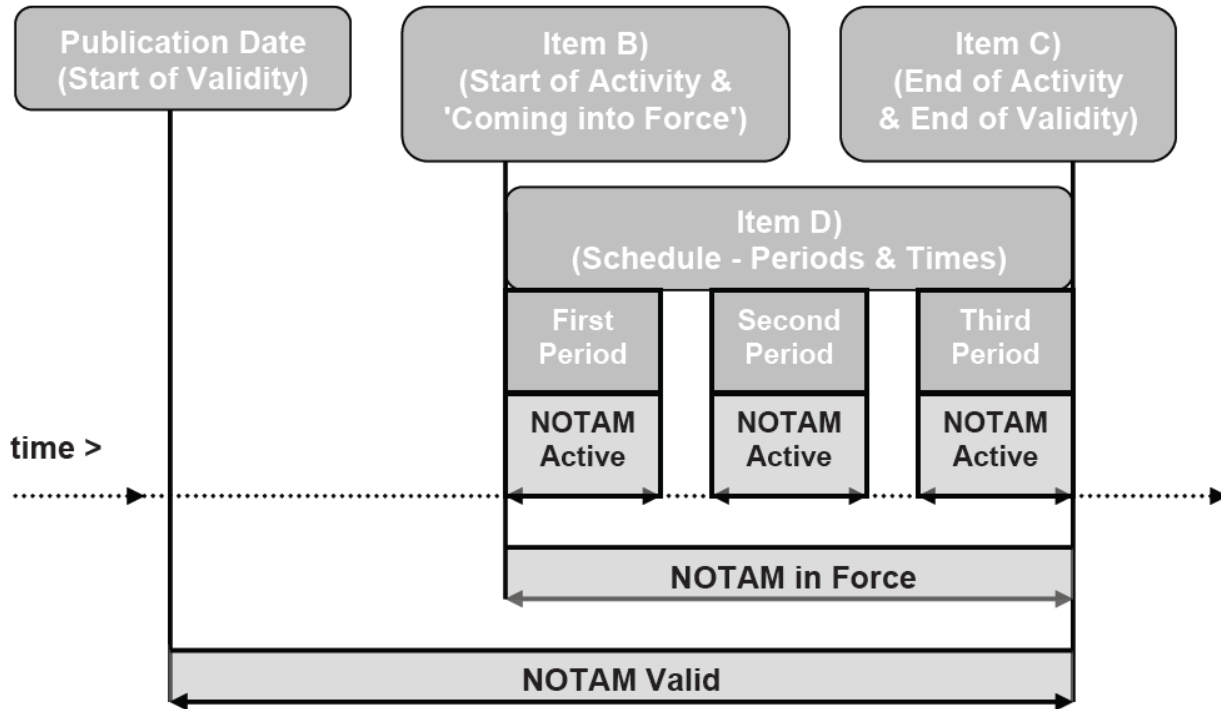 Publication Date
(Start of Validity)
Item B)
(Start of Activity &
'Coming into Force')
Item C)
(End of Activity
& End of Validity)
Item D)
(Schedule - Periods & Times)
First
Period
Second
Period
Third
Period
NOTAM
Active
NOTAM
Active
NOTAM
Active
time >
NOTAM in Force
NOTAM Valid